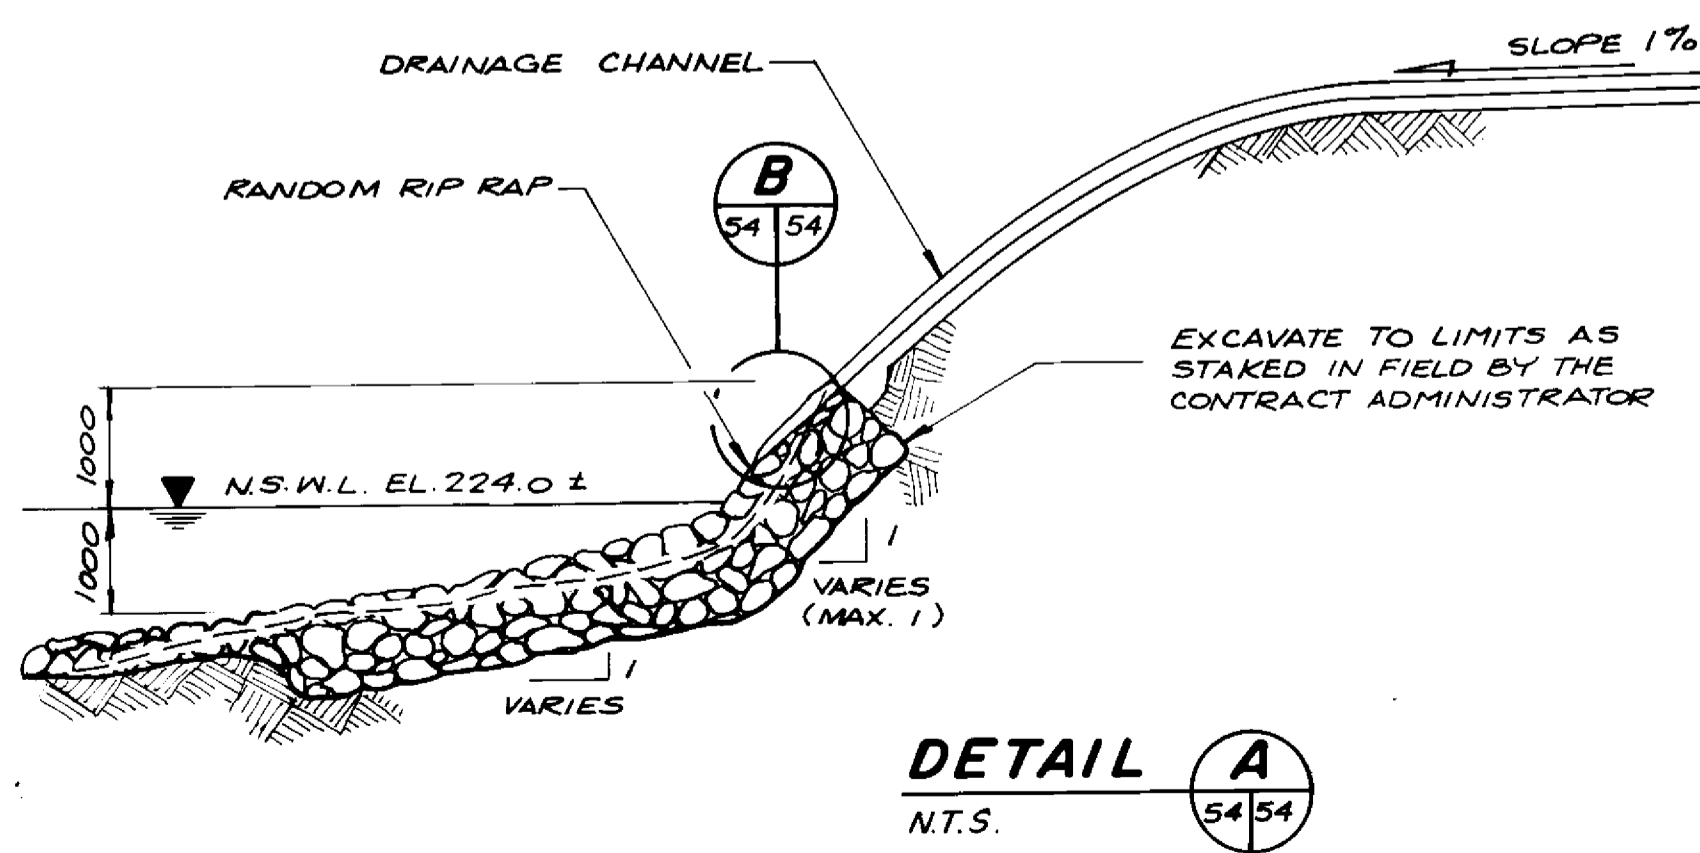 SLOPE 1%
DRAINAGE CHANNEL
B
54 54
RANDOM RIP RAP
EXCAVATE TO LIMITS AS
STAKED IN FIELD BY THE
CONTRACT ADMINISTRATOR
1000
N.S.W.L. EL. 224.0 ±
1000
1
VARIES
(MAX. 1)
1
VARIES
DETAIL A
N.T.S.
54 54